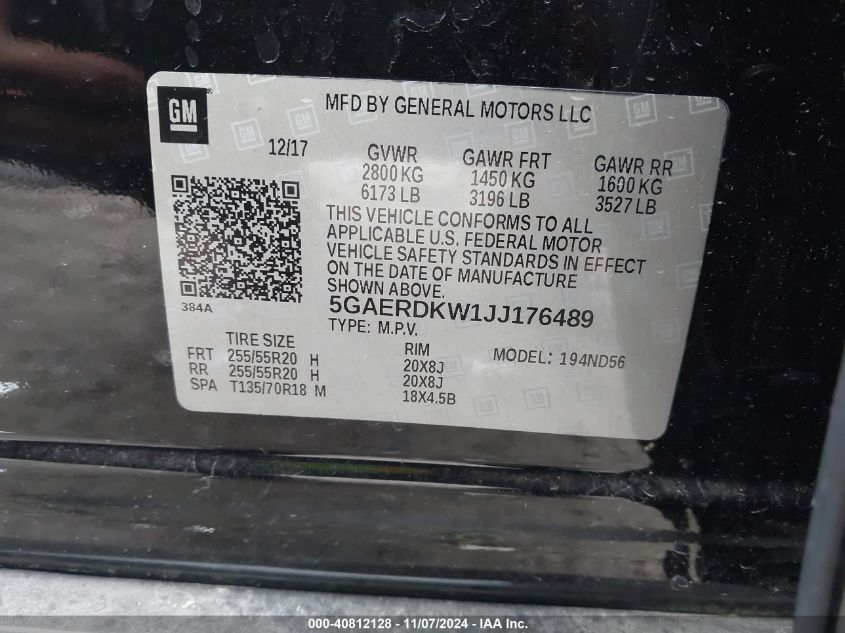 GM
MFD BY GENERAL MOTORS LLC
12/17
GVWR GAWR FRT GAWR RR
2800 KG 1450 KG 1600 KG
6173 LB 3196 LB 3527 LB
THIS VEHICLE CONFORMS TO ALL
APPLICABLE U.S. FEDERAL MOTOR
VEHICLE SAFETY STANDARDS IN EFFECT
ON THE DATE OF MANUFACTURE
SHOWN ABOVE.
384A
5GAERDKW1JJ176489
TYPE: M.P.V.
TIRE SIZE RIM MODEL: 194ND56
FRT 255/55R20 H 20X8J
RR 255/55R20 H 20X8J
SPA T135/70R18 M 18X4.5B
000-40812128 - 11/07/2024 - IAAI.com